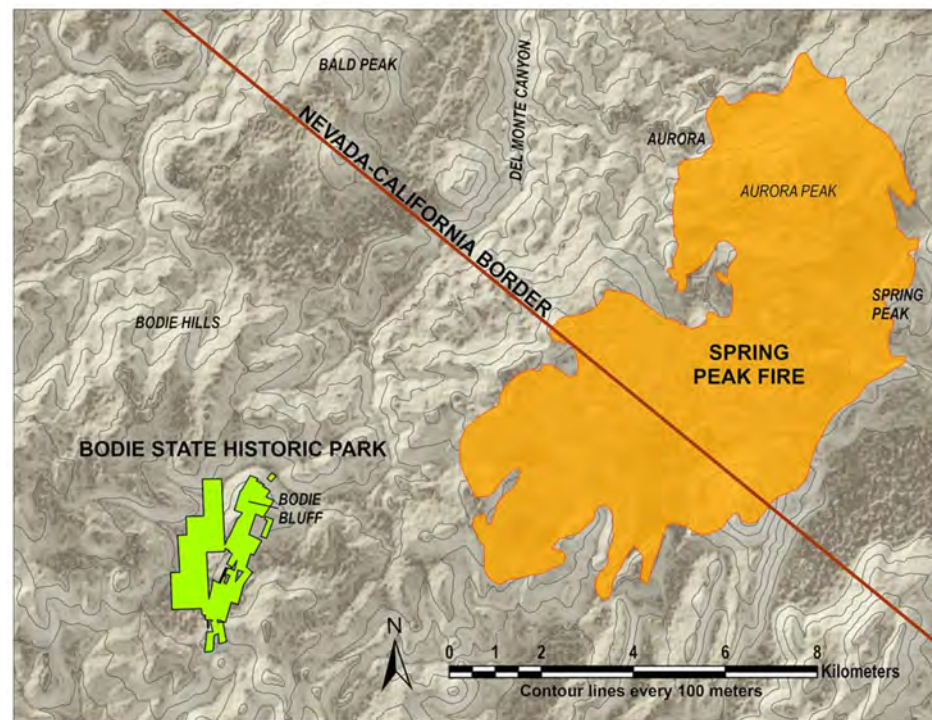 BALD PEAK
DEL MONTE CANYON
NEVADA-CALIFORNIA BORDER
AURORA
AURORA PEAK
SPRING
PEAK
BODIE HILLS
SPRING
PEAK FIRE
BODIE STATE HISTORIC PARK
BODIE
BLUFF
N
0 1 2 4 6 8
Kilometers
Contour lines every 100 meters